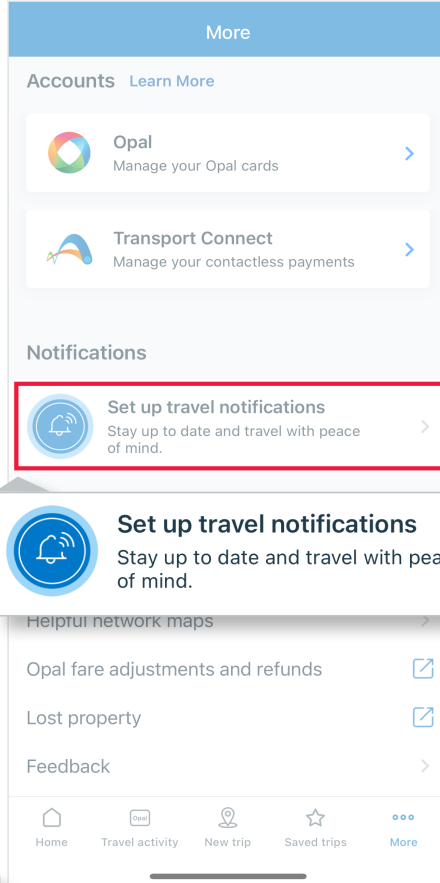 More
Accounts Learn More
Opal
Manage your Opal cards
Transport Connect
Manage your contactless payments
Notifications
Set up travel notifications
Stay up to date and travel with peace
of mind.
Set up travel notifications
Stay up to date and travel with
of mind.
Helpful network maps
Opal fare adjustments and refunds
Lost property
Feedback
Opal
Home Travel activity New trip Saved trips More